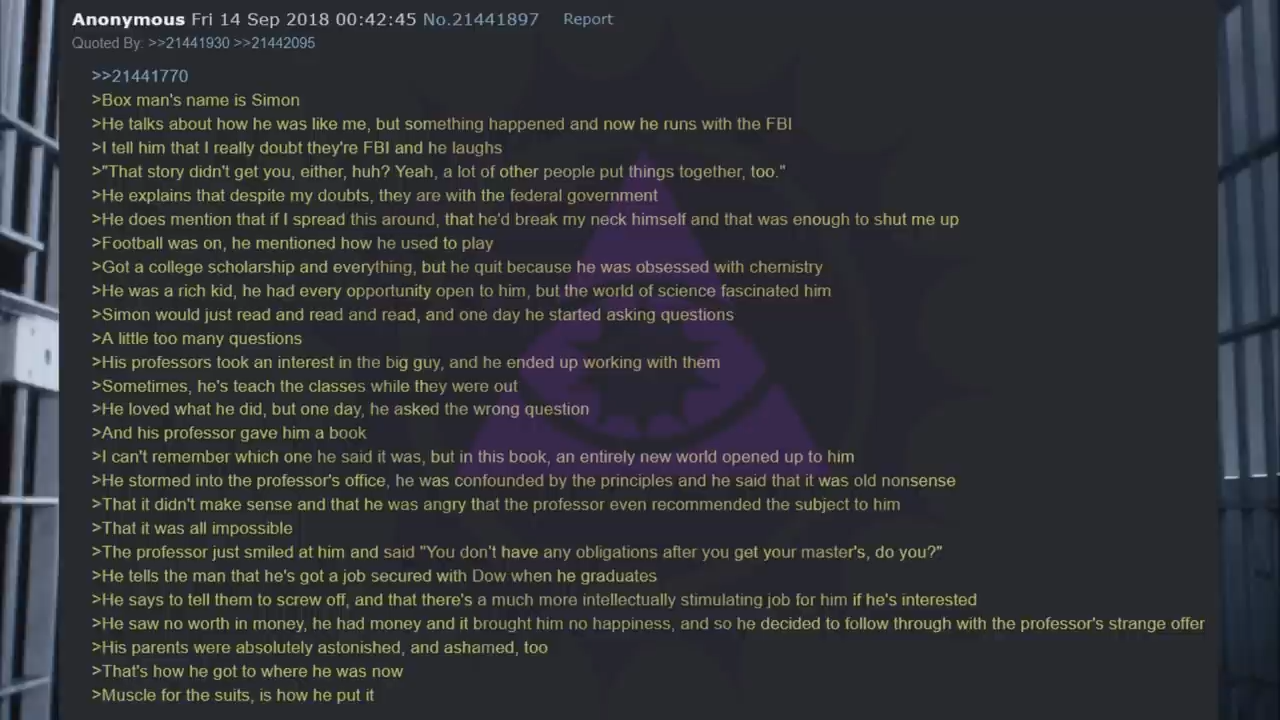 Anonymous Fri 14 Sep 2018 00:42:45 No.21441897 Report
Quoted By: >>21441930 >>21442095
>>21441770
>Box man's name is Simon
>He talks about how he was like me, but something happened and now he runs with the FBI
>I tell him that I really doubt they're FBI and he laughs
>"That story didn't get you, either, huh? Yeah, a lot of other people put things together, too."
>He explains that despite my doubts, they are with the federal government
>He does mention that if I spread this around, that he'd break my neck himself and that was enough to shut me up
>Football was on, he mentioned how he used to play
>Got a college scholarship and everything, but he quit because he was obsessed with chemistry
>He was a rich kid, he had every opportunity open to him, but the world of science fascinated him
>Simon would just read and read and read, and one day he started asking questions
>A little too many questions
>His professors took an interest in the big guy, and he ended up working with them
>Sometimes, he's teach the classes while they were out
>He loved what he did, but one day, he asked the wrong question
>And his professor gave him a book
>I can't remember which one he said it was, but in this book, an entirely new world opened up to him
>He stormed into the professor's office, he was confounded by the principles and he said that it was old nonsense
>That it didn't make sense and that he was angry that the professor even recommended the subject to him
>That it was all impossible
>The professor just smiled at him and said "You don't have any obligations after you get your master's, do you?"
>He tells the man that he's got a job secured with Dow when he graduates
>He says to tell them to screw off, and that there's a much more intellectually stimulating job for him if he's interested
>He saw no worth in money, he had money and it brought him no happiness, and so he decided to follow through with the professor's strange offer
>His parents were absolutely astonished, and ashamed, too
>That's how he got to where he was now
>Muscle for the suits, is how he put it